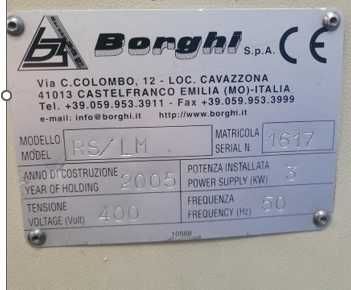 Borghi S.p.A. CE
Via C.COLOMBO, 12 - LOC. CAVAZZONA
41013 CASTELFRANCO EMILIA (MO)-ITALIA
Tel. +39.059.953.3911 - Fax +39.059.953.3999
e-mail: info@borghi.it http://www.borghi.it
MODELLO MATRICOLA
MODEL RS/LM SERIAL N. 1617
ANNO DI COSTRUZIONE POTENZA INSTALLATA
YEAR OF HOLDING 2005 POWER SUPPLY (KW) 3
TENSIONE FREQUENZA
VOLTAGE (Volt) 400 FREQUENCY (Hz) 50